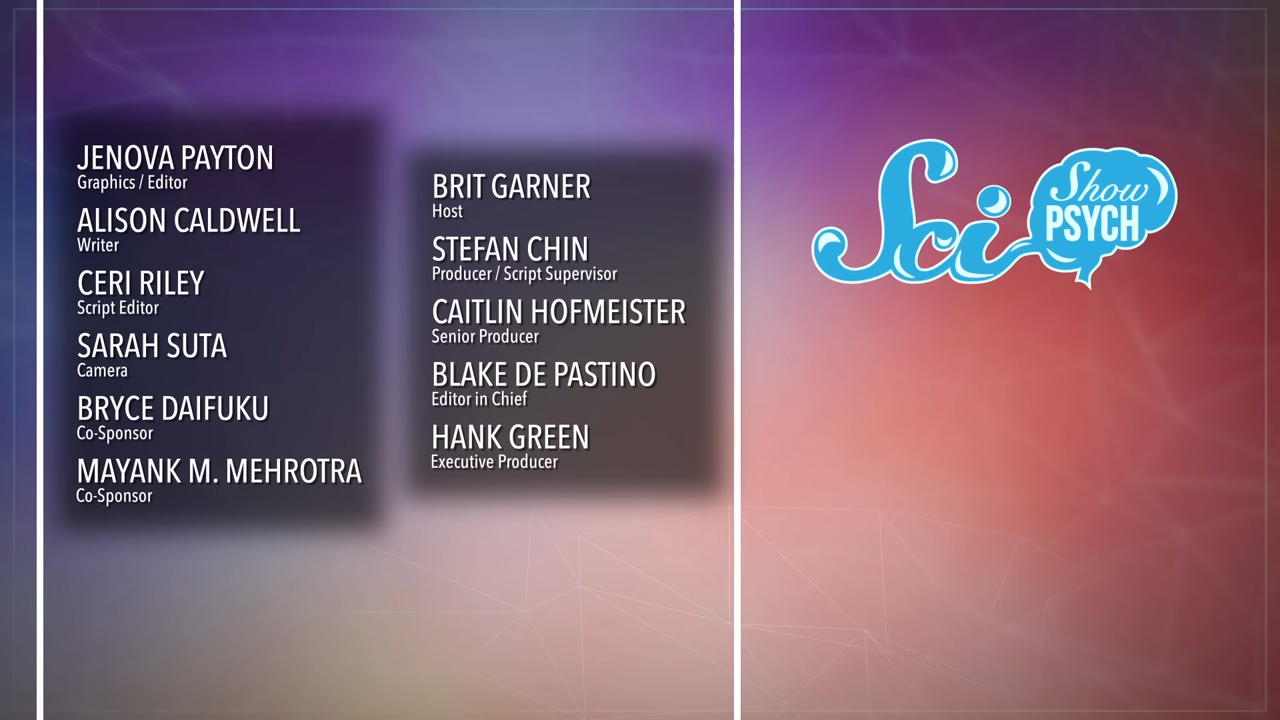 JENOVA PAYTON
Graphics / Editor
ALISON CALDWELL
Writer
CERI RILEY
Script Editor
SARAH SUTA
Camera
BRYCE DAIFUKU
Co-Sponsor
MAYANK M. MEHROTRA
Co-Sponsor
BRIT GARNER
Host
STEFAN CHIN
Producer / Script Supervisor
CAITLIN HOFMEISTER
Senior Producer
BLAKE DE PASTINO
Editor in Chief
HANK GREEN
Executive Producer
Sci Show
PSYCH